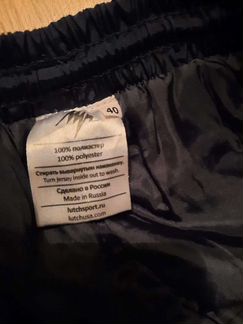 40
100% полиэстер
100% polyester
Стирать вывернутым наизнанку.
Turn Jersey inside out to wash.
Сделано в России
Made in Russia
lutchsport.ru
lutchusa.com